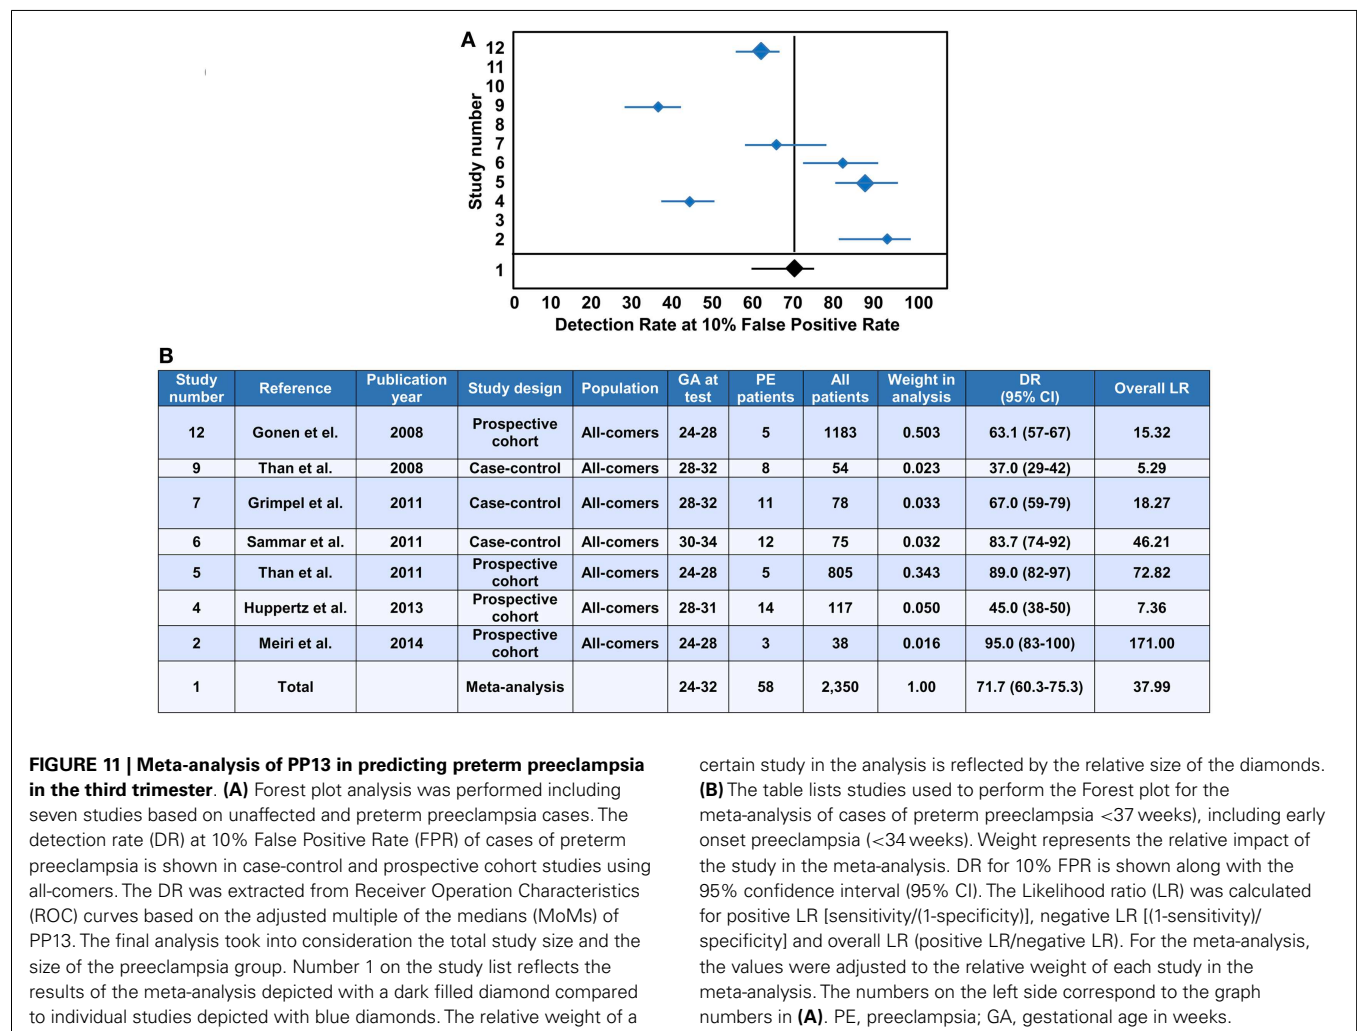 A
Study number
12
11
10
9
8
7
6
5
4
3
2
1
0 10 20 30 40 50 60 70 80 90 100
Detection Rate at 10% False Positive Rate
B
Study number Reference Publication year Study design Population GA at test PE patients All patients Weight in analysis DR (95% CI) Overall LR
12 Gonen et el. 2008 Prospective cohort All-comers 24-28 5 1183 0.503 63.1 (57-67) 15.32
9 Than et al. 2008 Case-control All-comers 28-32 8 54 0.023 37.0 (29-42) 5.29
7 Grimpel et al. 2011 Case-control All-comers 28-32 11 78 0.033 67.0 (59-79) 18.27
6 Sammar et al. 2011 Case-control All-comers 30-34 12 75 0.032 83.7 (74-92) 46.21
5 Than et al. 2011 Prospective cohort All-comers 24-28 5 805 0.343 89.0 (82-97) 72.82
4 Huppertz et al. 2013 Prospective cohort All-comers 28-31 14 117 0.050 45.0 (38-50) 7.36
2 Meiri et al. 2014 Prospective cohort All-comers 24-28 3 38 0.016 95.0 (83-100) 171.00
1 Total Meta-analysis 24-32 58 2,350 1.00 71.7 (60.3-75.3) 37.99
FIGURE 11 | Meta-analysis of PP13 in predicting preterm preeclampsia
in the third trimester. (A) Forest plot analysis was performed including
seven studies based on unaffected and preterm preeclampsia cases. The
detection rate (DR) at 10% False Positive Rate (FPR) of cases of preterm
preeclampsia is shown in case-control and prospective cohort studies using
all-comers. The DR was extracted from Receiver Operation Characteristics
(ROC) curves based on the adjusted multiple of the medians (MoMs) of
PP13. The final analysis took into consideration the total study size and the
size of the preeclampsia group. Number 1 on the study list reflects the
results of the meta-analysis depicted with a dark filled diamond compared
to individual studies depicted with blue diamonds. The relative weight of a
certain study in the analysis is reflected by the relative size of the diamonds.
(B) The table lists studies used to perform the Forest plot for the
meta-analysis of cases of preterm preeclampsia <37 weeks), including early
onset preeclampsia (<34 weeks). Weight represents the relative impact of
the study in the meta-analysis. DR for 10% FPR is shown along with the
95% confidence interval (95% CI). The Likelihood ratio (LR) was calculated
for positive LR [sensitivity/(1-specificity)], negative LR [(1-sensitivity)/
specificity] and overall LR (positive LR/negative LR). For the meta-analysis,
the values were adjusted to the relative weight of each study in the
meta-analysis. The numbers on the left side correspond to the graph
numbers in (A). PE, preeclampsia; GA, gestational age in weeks.